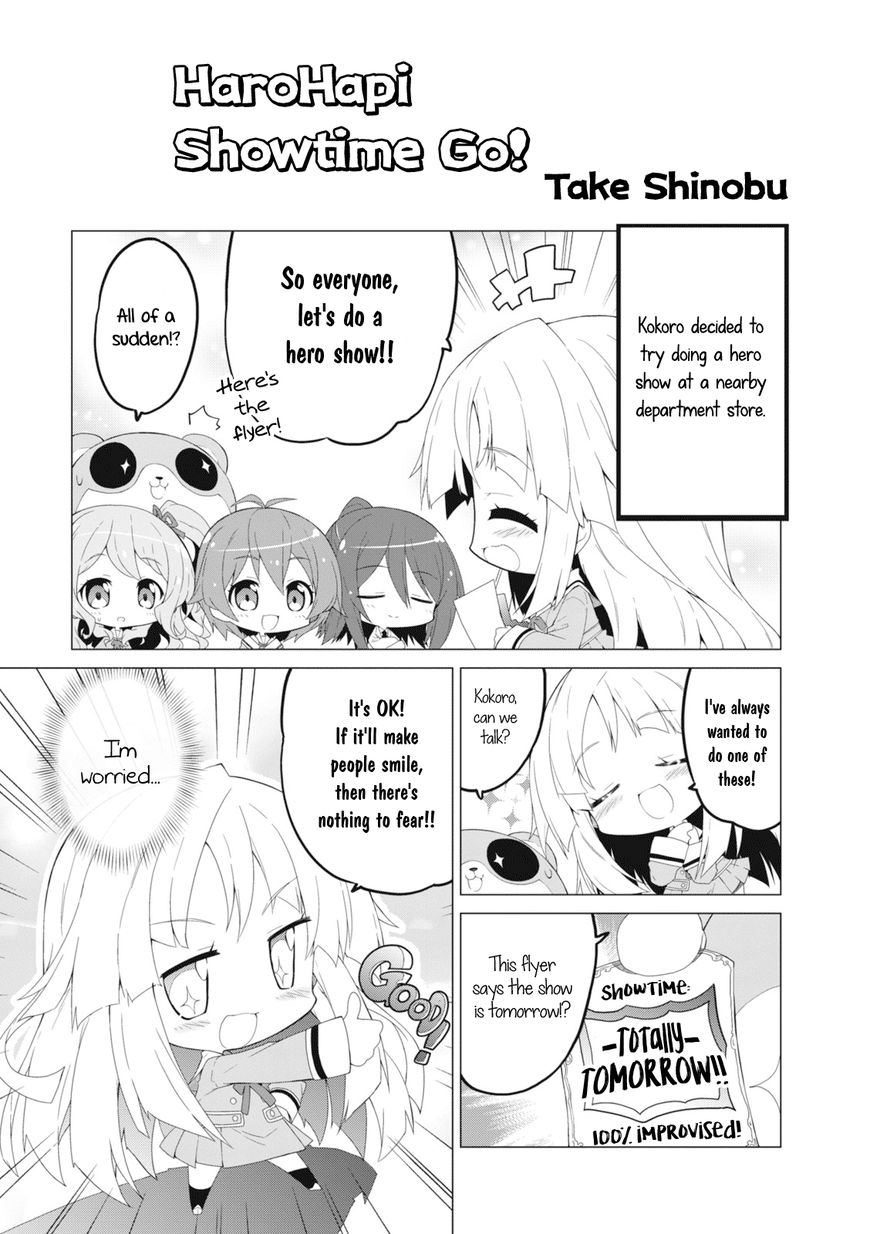 HaroHapi
Showtime Go!
Take Shinobu
Kokoro decided to
try doing a hero
show at a nearby
department store.
So everyone,
let's do a
hero show!!
Here's
the
flyer!
All of a
sudden!?
I've always
wanted to
do one of
these!
Kokoro,
can we
talk?
This flyer
says the show
is tomorrow!?
SHOWTIME:
-TOTALLY-
TOMORROW!!
100% IMPROVISED!
It's OK!
If it'll make
people smile,
then there's
nothing to fear!!
GOOD!
I'm
worried...